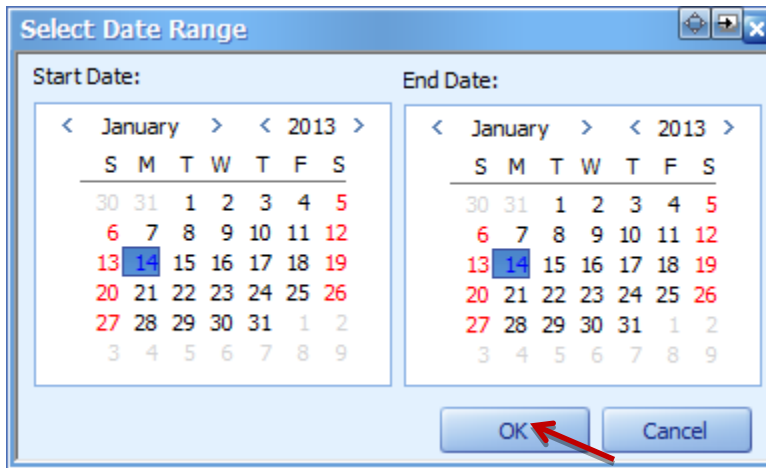 Select Date Range
Start Date:
< January > < 2013 >
S M T W T F S
30 31 1 2 3 4 5
6 7 8 9 10 11 12
13 14 15 16 17 18 19
20 21 22 23 24 25 26
27 28 29 30 31 1 2
3 4 5 6 7 8 9
End Date:
< January > < 2013 >
S M T W T F S
30 31 1 2 3 4 5
6 7 8 9 10 11 12
13 14 15 16 17 18 19
20 21 22 23 24 25 26
27 28 29 30 31 1 2
3 4 5 6 7 8 9
OK Cancel